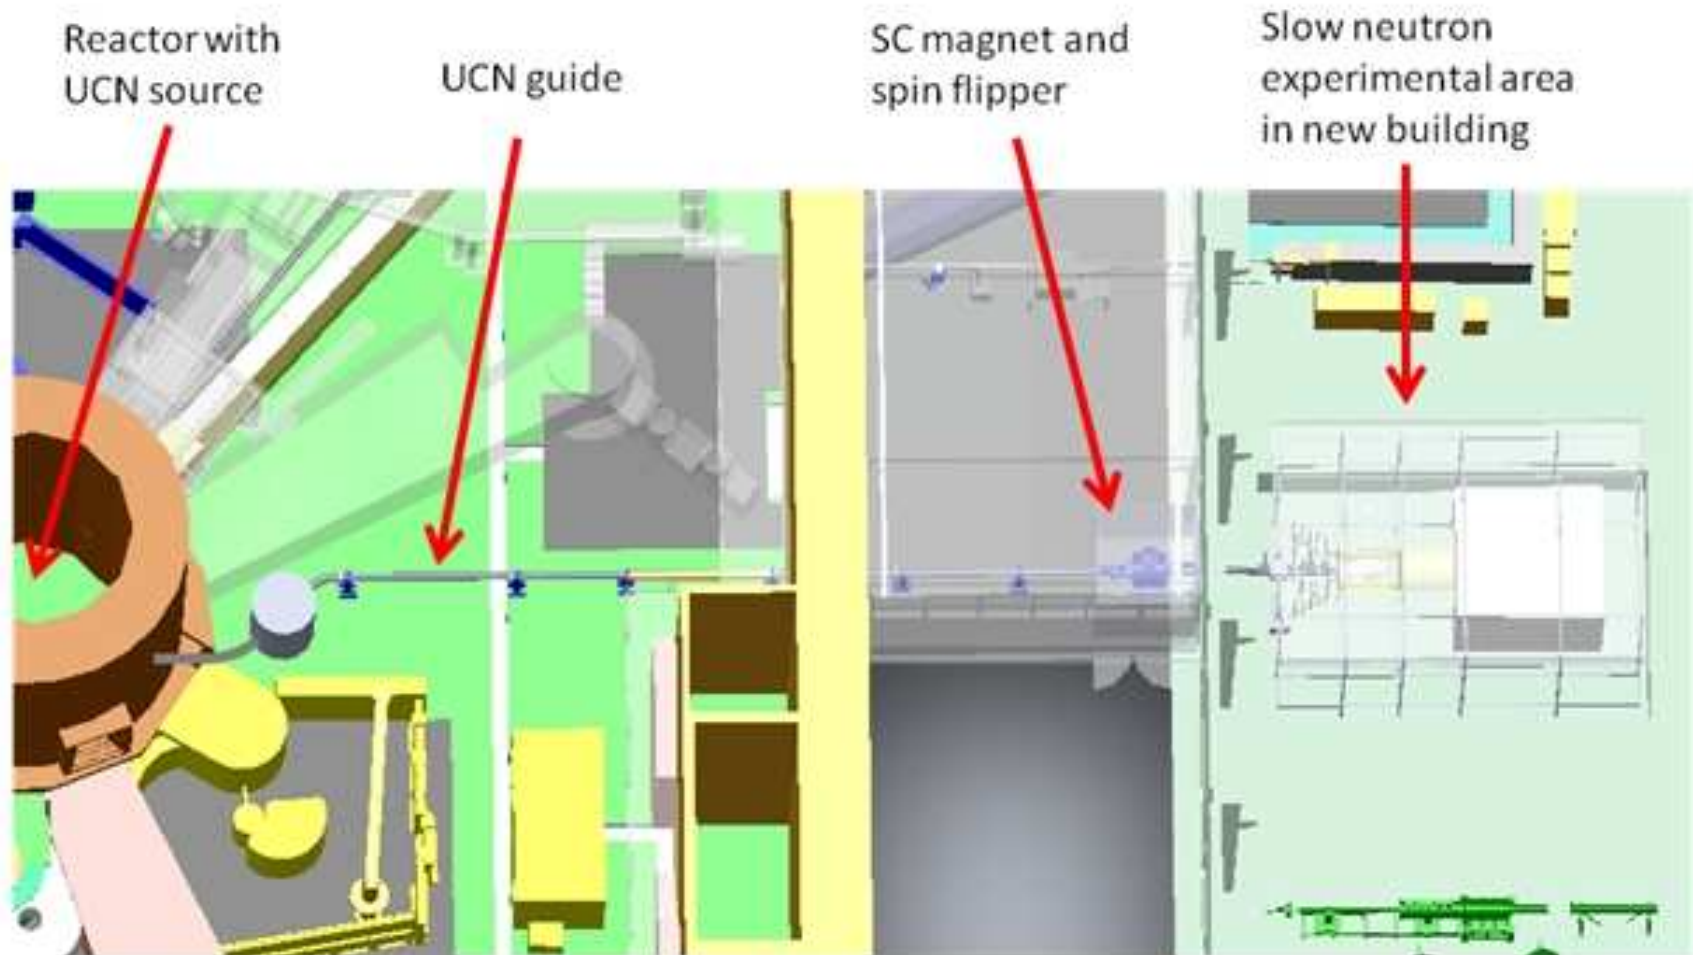 Reactor with
UCN source
UCN guide
SC magnet and
spin flipper
Slow neutron
experimental area
in new building